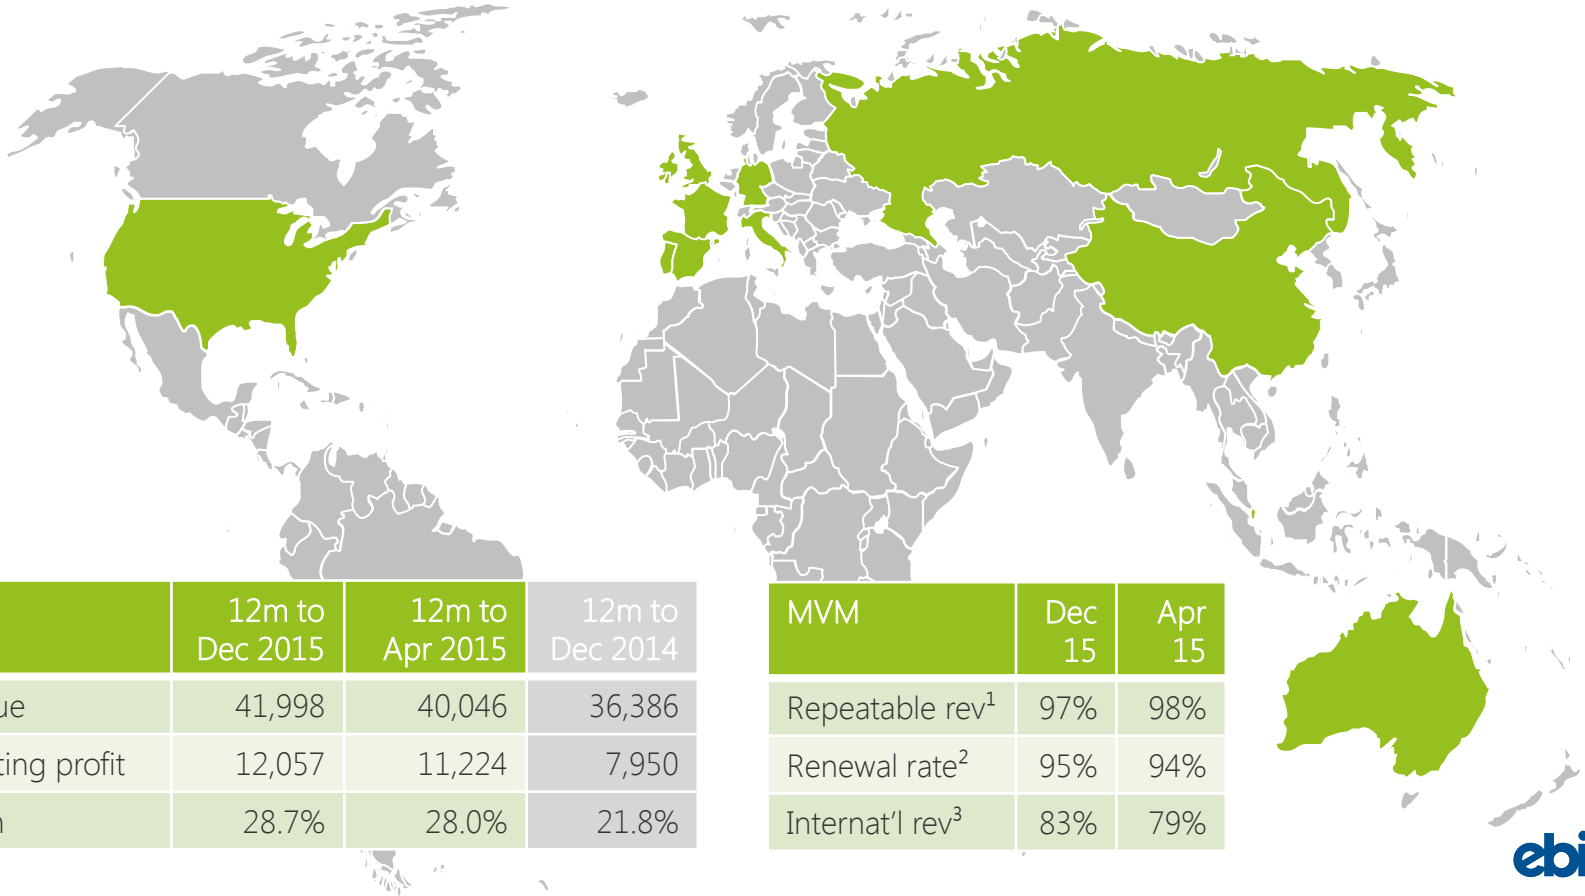 12m to 12m to 12m to
Dec 2015 Apr 2015 Dec 2014
ue 41,998 40,046 36,386
ting profit 12,057 11,224 7,950
n 28.7% 28.0% 21.8%
MVM Dec Apr
15 15
Repeatable rev¹ 97% 98%
Renewal rate² 95% 94%
Internat'l rev³ 83% 79%
ebi